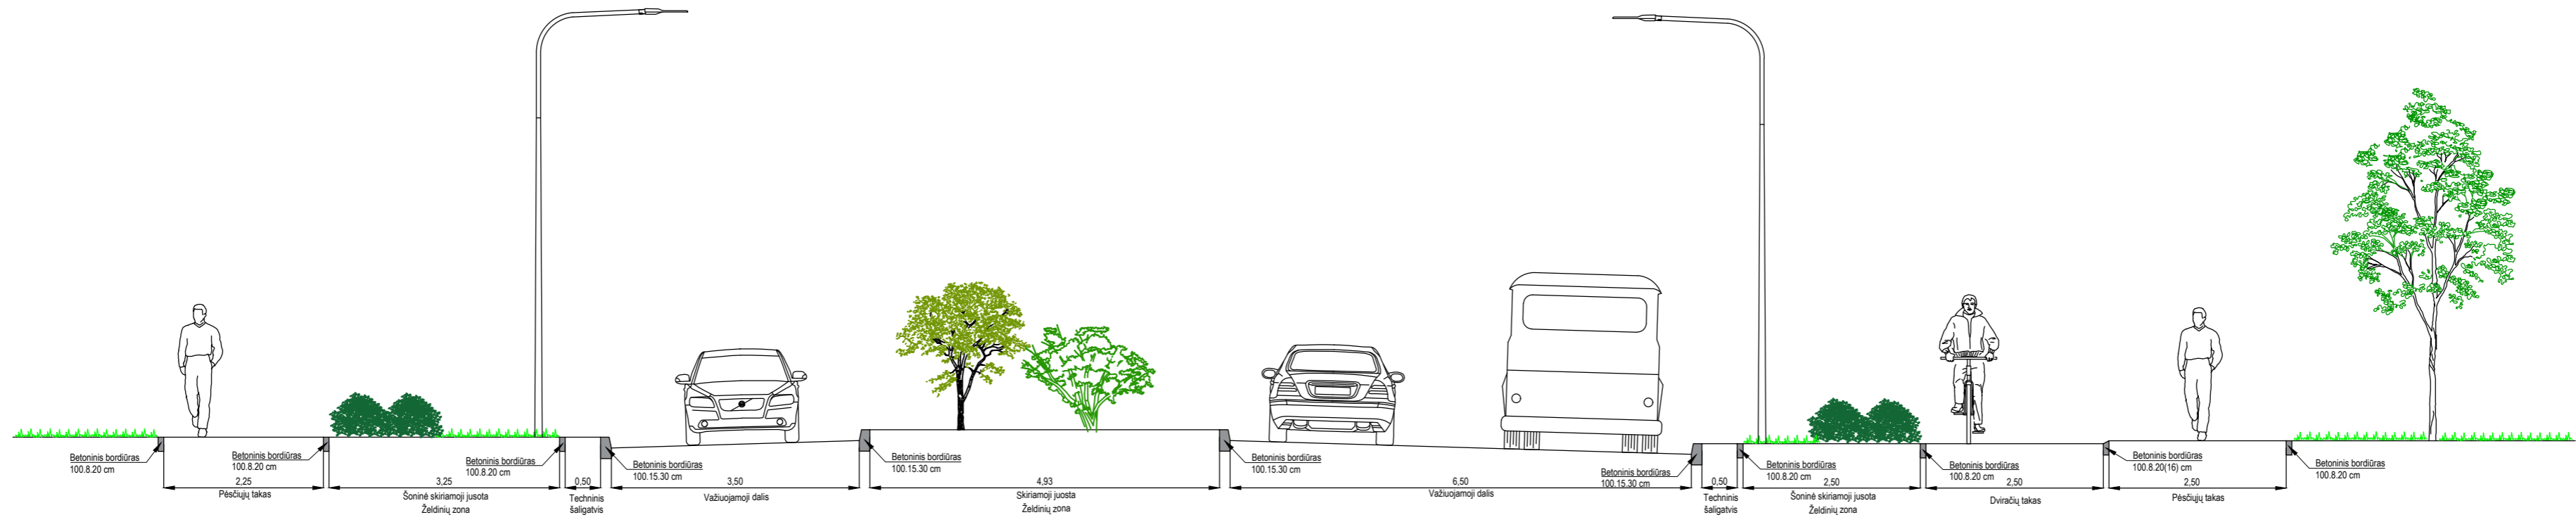 Betoninis bordiūras
100.8.20 cm
2,25
Pėsčiųjų takas
Betoninis bordiūras
100.8.20 cm
3,25
Šoninė skiriamoji jusota
Želdinių zona
Betoninis bordiūras
100.8.20 cm
0,50
Techninis
šaligatvis
Betoninis bordiūras
100.15.30 cm
3,50
Važiuojamoji dalis
Betoninis bordiūras
100.15.30 cm
4,93
Skiriamoji juosta
Želdinių zona
Betoninis bordiūras
100.15.30 cm
6,50
Važiuojamoji dalis
Betoninis bordiūras
100.15.30 cm
0,50
Techninis
šaligatvis
Betoninis bordiūras
100.8.20 cm
2,50
Šoninė skiriamoji jusota
Želdinių zona
Betoninis bordiūras
100.8.20 cm
2,50
Dviračių takas
Betoninis bordiūras
100.8.20(16) cm
2,50
Pėsčiųjų takas
Betoninis bordiūras
100.8.20 cm